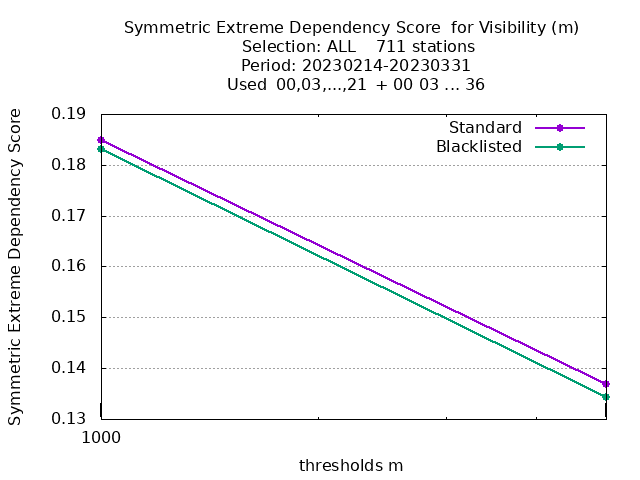 Symmetric Extreme Dependency Score  for Visibility (m)
Selection: ALL    711 stations
Period: 20230214-20230331
Used  00,03,...,21  + 00 03 ... 36
Standard
Blacklisted
Symmetric Extreme Dependency Score
0.19
0.18
0.17
0.16
0.15
0.14
0.13
1000
thresholds m